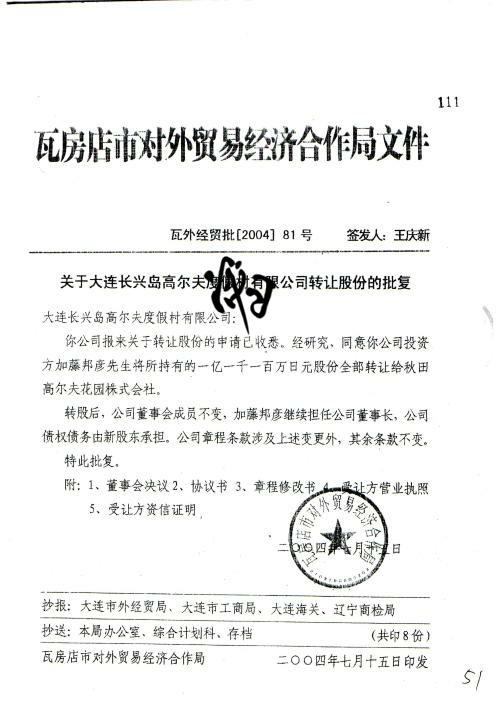 111
瓦房店市对外贸易经济合作局文件
瓦外经贸批[2004] 81号 签发人：王庆新
关于大连长兴岛高尔夫度假村有限公司转让股份的批复
大连长兴岛高尔夫度假村有限公司：
你公司报来关于转让股份的申请已收悉。经研究，同意你公司投资
方加藤邦彦先生将所持有的一亿一千一百万日元股份全部转让给秋田
高尔夫花园株式会社。
转股后，公司董事会成员不变，加藤邦彦继续担任公司董事长，公司
债权债务由新股东承担。公司章程条款涉及上述变更外，其余条款不变。
特此批复。
附：1、董事会决议 2、协议书 3、章程修改书 4、受让方营业执照
5、受让方资信证明
瓦房店市对外贸易经济合作局
二〇〇四年七月十五日
抄报：大连市外经贸局、大连市工商局、大连海关、辽宁商检局
抄送：本局办公室、综合计划科、存档 （共印8份）
瓦房店市对外贸易经济合作局 二〇〇四年七月十五日印发
51